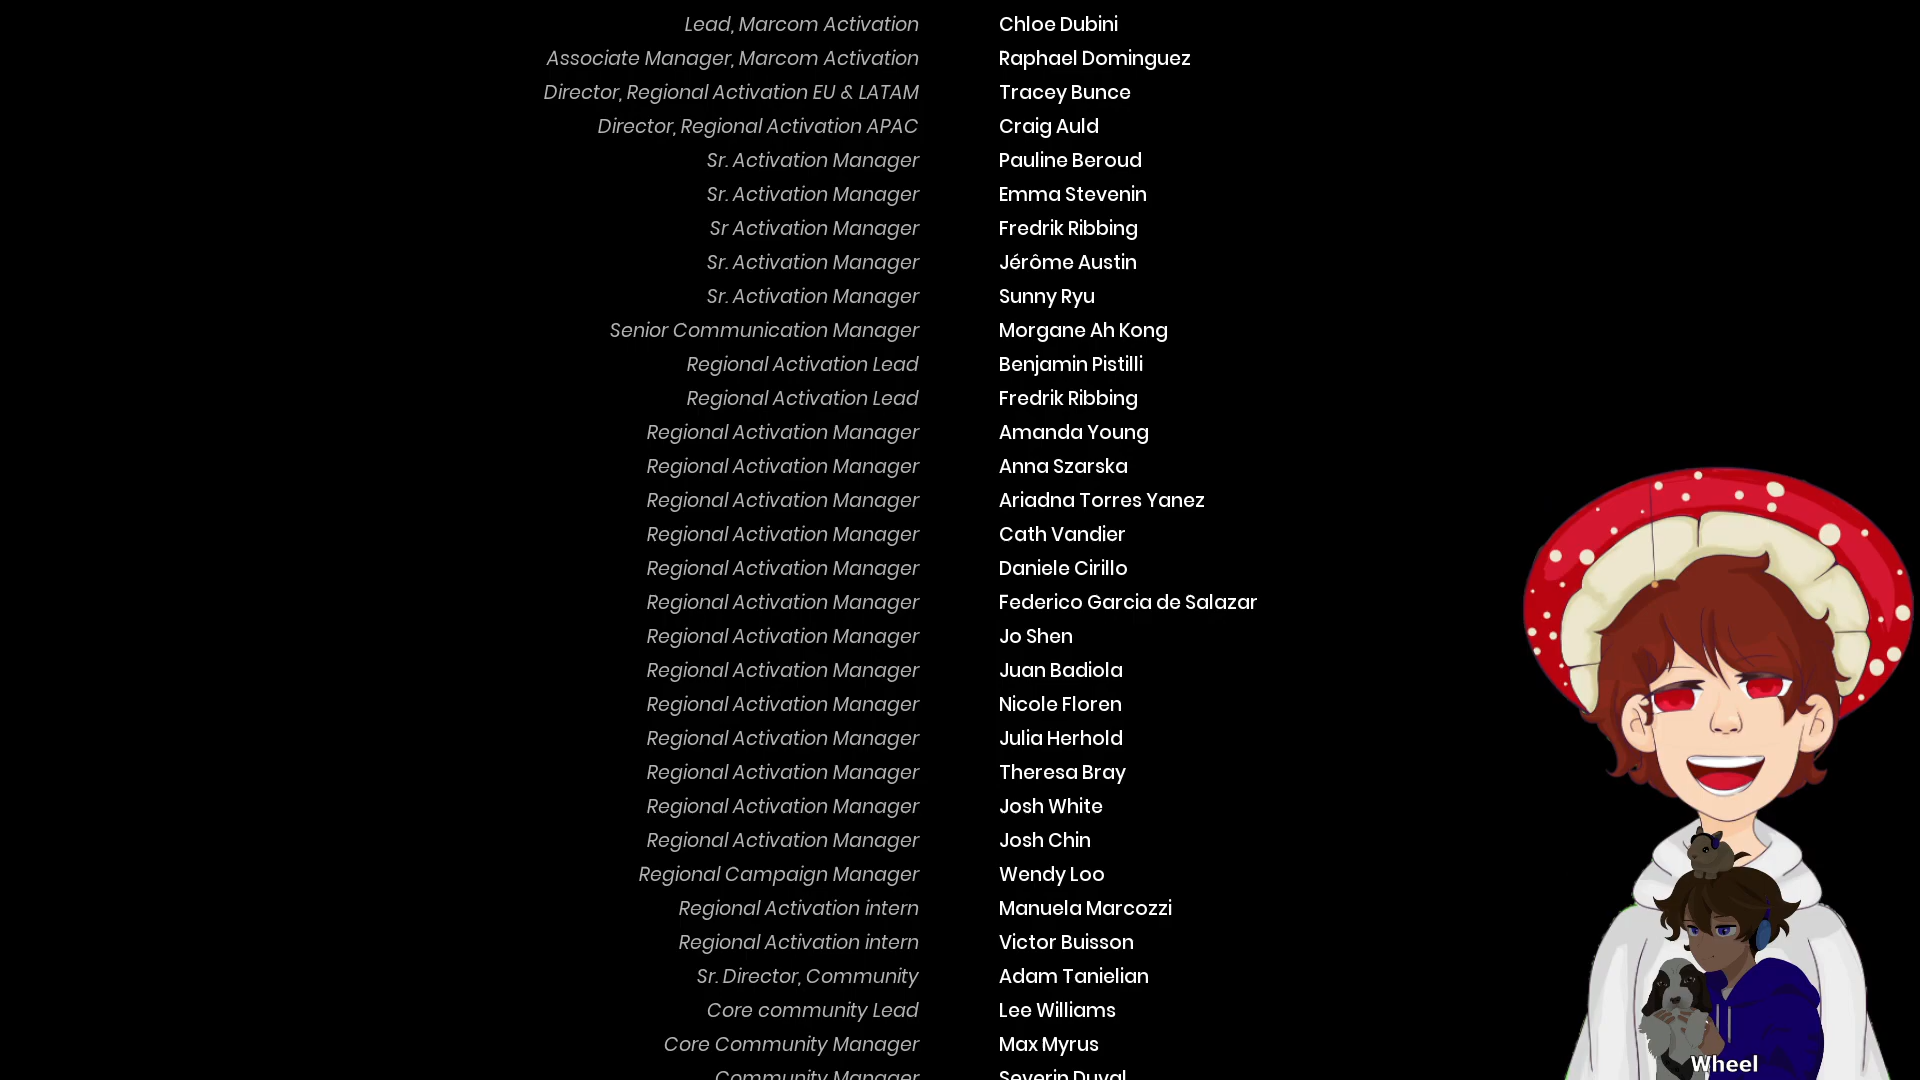 Lead, Marcom Activation Chloe Dubini
Associate Manager, Marcom Activation Raphael Dominguez
Director, Regional Activation EU & LATAM Tracey Bunce
Director, Regional Activation APAC Craig Auld
Sr. Activation Manager Pauline Beroud
Sr. Activation Manager Emma Stevenin
Sr Activation Manager Fredrik Ribbing
Sr. Activation Manager Jérôme Austin
Sr. Activation Manager Sunny Ryu
Senior Communication Manager Morgane Ah Kong
Regional Activation Lead Benjamin Pistilli
Regional Activation Lead Fredrik Ribbing
Regional Activation Manager Amanda Young
Regional Activation Manager Anna Szarska
Regional Activation Manager Ariadna Torres Yanez
Regional Activation Manager Cath Vandier
Regional Activation Manager Daniele Cirillo
Regional Activation Manager Federico Garcia de Salazar
Regional Activation Manager Jo Shen
Regional Activation Manager Juan Badiola
Regional Activation Manager Nicole Floren
Regional Activation Manager Julia Herhold
Regional Activation Manager Theresa Bray
Regional Activation Manager Josh White
Regional Activation Manager Josh Chin
Regional Campaign Manager Wendy Loo
Regional Activation intern Manuela Marcozzi
Regional Activation intern Victor Buisson
Sr. Director, Community Adam Tanielian
Core community Lead Lee Williams
Core Community Manager Max Myrus
Community Manager Severin Duval
Wheel